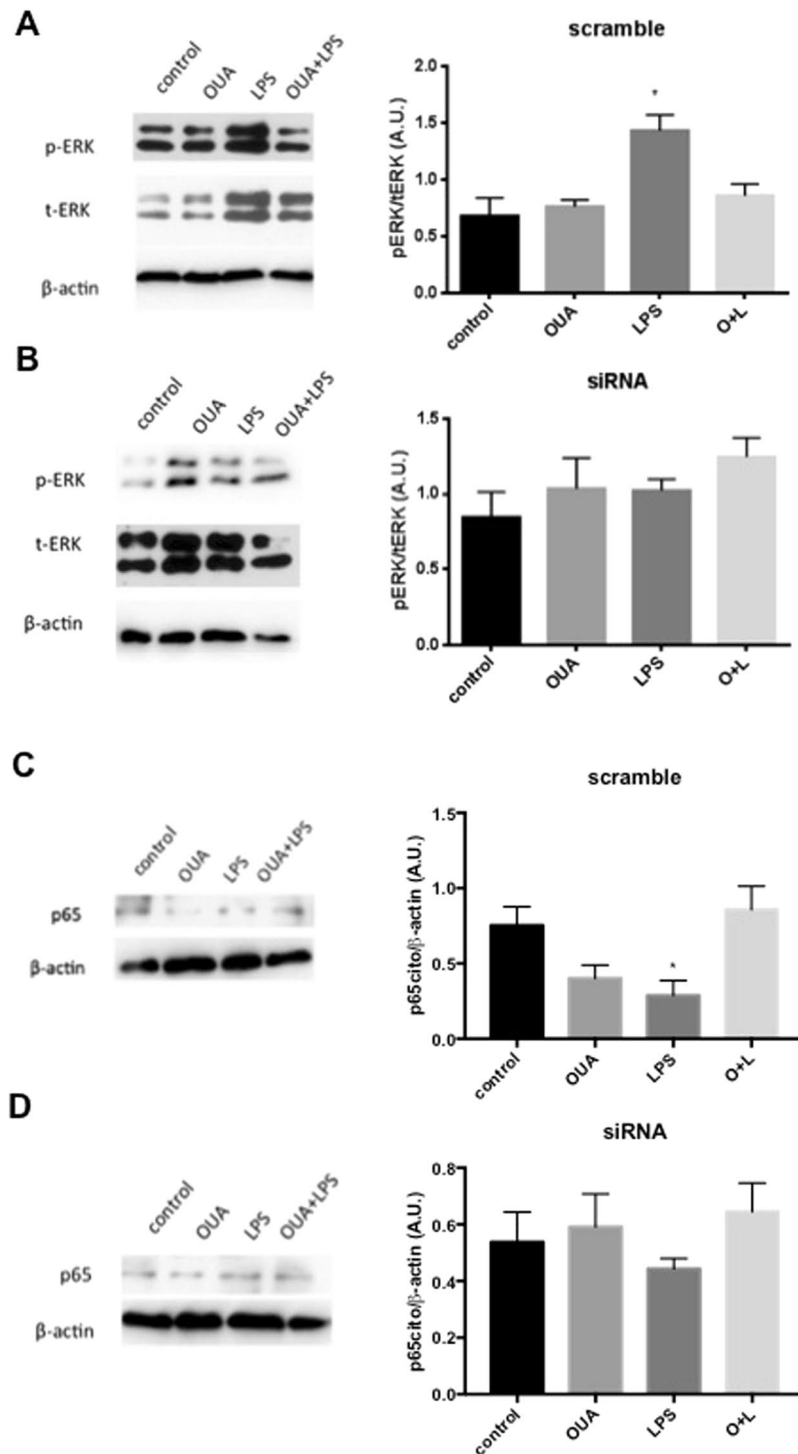 A
control OUA LPS OUA+LPS
p-ERK
t-ERK
β-actin
scramble
pERK/tERK (A.U.)
2.0
1.5
1.0
0.5
0.0
*
control OUA LPS O+L
B
control OUA LPS OUA+LPS
p-ERK
t-ERK
β-actin
siRNA
pERK/tERK (A.U.)
1.5
1.0
0.5
0.0
control OUA LPS O+L
C
control OUA LPS OUA+LPS
p65
β-actin
scramble
p65cito/β-actin (A.U.)
1.5
1.0
0.5
0.0
*
control OUA LPS O+L
D
control OUA LPS OUA+LPS
p65
β-actin
siRNA
p65cito/β-actin (A.U.)
0.8
0.6
0.4
0.2
0.0
control OUA LPS O+L